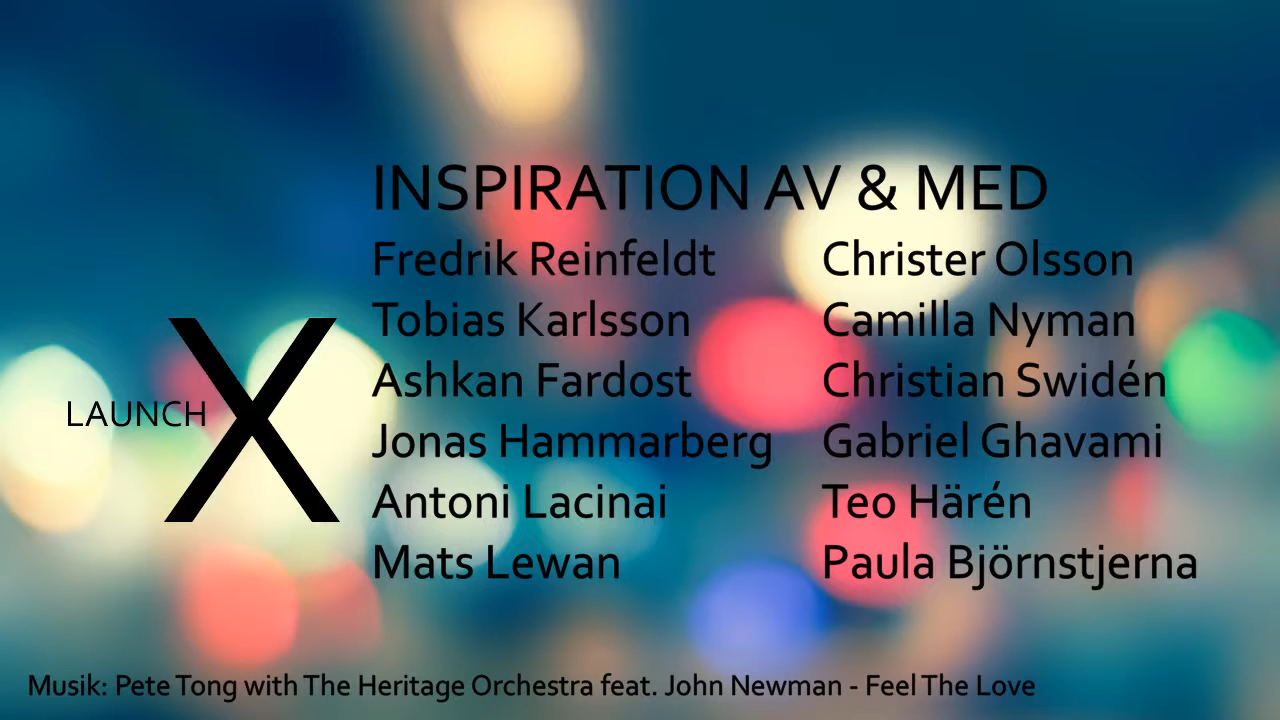 INSPIRATION AV & MED
Fredrik Reinfeldt
Tobias Karlsson
Ashkan Fardost
Jonas Hammarberg
Antoni Lacinai
Mats Lewan
Christer Olsson
Camilla Nyman
Christian Swidén
Gabriel Ghavami
Teo Härén
Paula Björnstjerna
LAUNCH X
Musik: Pete Tong with The Heritage Orchestra feat. John Newman - Feel The Love